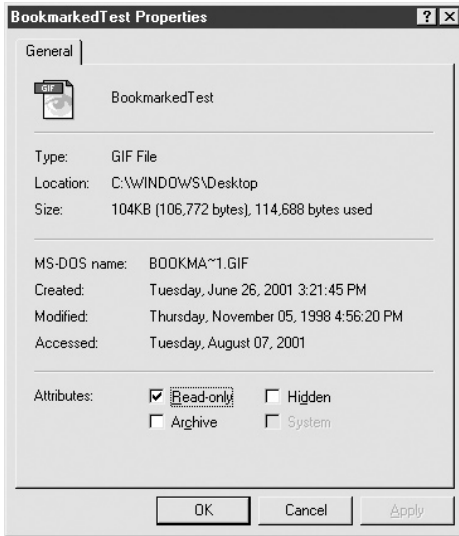 BookmarkedTest Properties
General
GIF
BookmarkedTest
Type: GIF File
Location: C:\WINDOWS\Desktop
Size: 104KB (106,772 bytes), 114,688 bytes used
MS-DOS name: BOOKMA~1.GIF
Created: Tuesday, June 26, 2001 3:21:45 PM
Modified: Thursday, November 05, 1998 4:56:20 PM
Accessed: Tuesday, August 07, 2001
Attributes: Read-only Hidden
Archive System
OK Cancel Apply